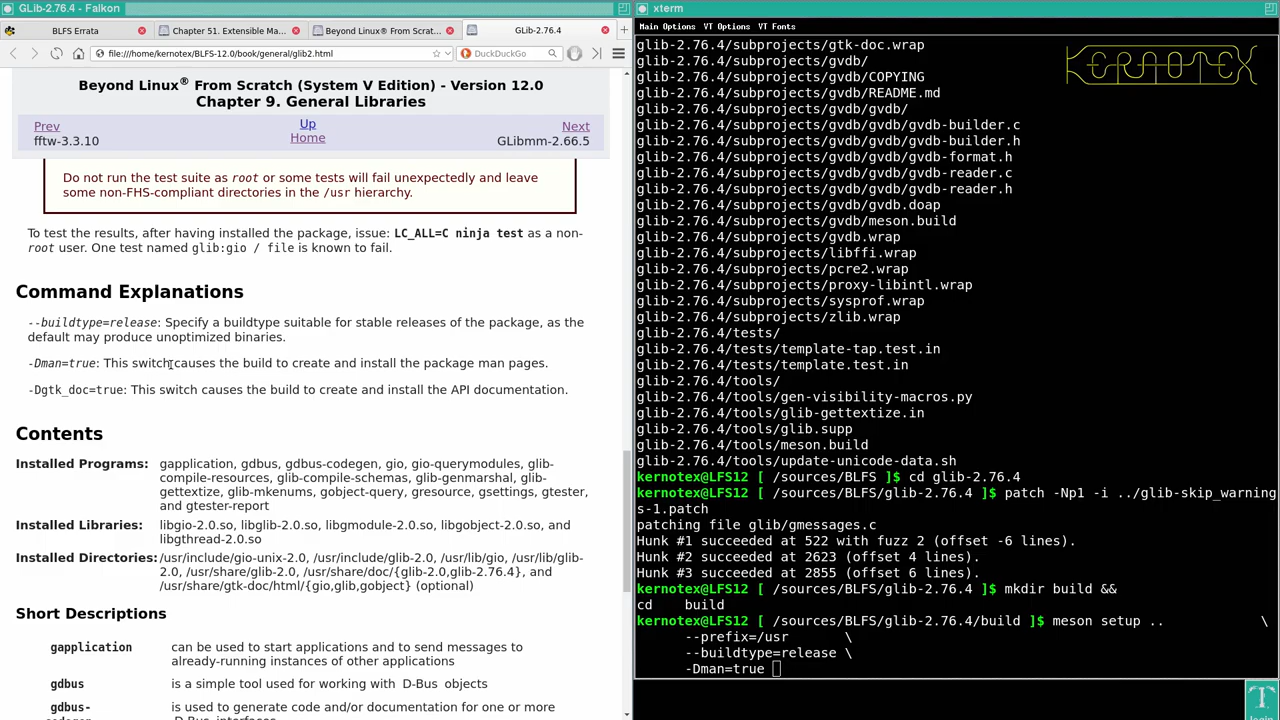 GLib-2.76.4 - Falkon
BLFS Errata
Chapter 51. Extensible Ma...
Beyond Linux® From Scrat...
GLib-2.76.4
file:///home/kernotex/BLFS-12.0/book/general/glib2.html
DuckDuckGo
Beyond Linux® From Scratch (System V Edition) - Version 12.0
Chapter 9. General Libraries
Prev
Up
Next
fftw-3.3.10
Home
GLibmm-2.66.5
Do not run the test suite as root or some tests will fail unexpectedly and leave
some non-FHS-compliant directories in the /usr hierarchy.
To test the results, after having installed the package, issue: LC_ALL=C ninja test as a non-
root user. One test named glib:gio / file is known to fail.
Command Explanations
--buildtype=release: Specify a buildtype suitable for stable releases of the package, as the
default may produce unoptimized binaries.
-Dman=true: This switch causes the build to create and install the package man pages.
-Dgtk_doc=true: This switch causes the build to create and install the API documentation.
Contents
Installed Programs: gapplication, gdbus, gdbus-codegen, gio, gio-querymodules, glib-
compile-resources, glib-compile-schemas, glib-genmarshal, glib-
gettextize, glib-mkenums, gobject-query, gresource, gsettings, gtester,
and gtester-report
Installed Libraries: libgio-2.0.so, libglib-2.0.so, libgmodule-2.0.so, libgobject-2.0.so, and
libgthread-2.0.so
Installed Directories: /usr/include/gio-unix-2.0, /usr/include/glib-2.0, /usr/lib/gio, /usr/lib/glib-
2.0, /usr/share/glib-2.0, /usr/share/doc/{glib-2.0,glib-2.76.4}, and
/usr/share/gtk-doc/html/{gio,glib,gobject} (optional)
Short Descriptions
gapplication can be used to start applications and to send messages to
already-running instances of other applications
gdbus is a simple tool used for working with D-Bus objects
gdbus- is used to generate code and/or documentation for one or more
codegen D-Bus interfaces
xterm
Main Options VT Options VT Fonts
KERNOTEX
glib-2.76.4/subprojects/gtk-doc.wrap
glib-2.76.4/subprojects/gvdb/
glib-2.76.4/subprojects/gvdb/COPYING
glib-2.76.4/subprojects/gvdb/README.md
glib-2.76.4/subprojects/gvdb/gvdb/
glib-2.76.4/subprojects/gvdb/gvdb/gvdb-builder.c
glib-2.76.4/subprojects/gvdb/gvdb/gvdb-builder.h
glib-2.76.4/subprojects/gvdb/gvdb/gvdb-format.h
glib-2.76.4/subprojects/gvdb/gvdb/gvdb-reader.c
glib-2.76.4/subprojects/gvdb/gvdb/gvdb-reader.h
glib-2.76.4/subprojects/gvdb/gvdb.doap
glib-2.76.4/subprojects/gvdb/meson.build
glib-2.76.4/subprojects/gvdb.wrap
glib-2.76.4/subprojects/libffi.wrap
glib-2.76.4/subprojects/pcre2.wrap
glib-2.76.4/subprojects/proxy-libintl.wrap
glib-2.76.4/subprojects/sysprof.wrap
glib-2.76.4/subprojects/zlib.wrap
glib-2.76.4/tests/
glib-2.76.4/tests/template-tap.test.in
glib-2.76.4/tests/template.test.in
glib-2.76.4/tools/
glib-2.76.4/tools/gen-visibility-macros.py
glib-2.76.4/tools/glib-gettextize.in
glib-2.76.4/tools/glib.supp
glib-2.76.4/tools/meson.build
glib-2.76.4/tools/update-unicode-data.sh
kernotex@LFS12 [ /sources/BLFS ]$ cd glib-2.76.4
kernotex@LFS12 [ /sources/BLFS/glib-2.76.4 ]$ patch -Np1 -i ../glib-skip_warning
s-1.patch
patching file glib/gmessages.c
Hunk #1 succeeded at 522 with fuzz 2 (offset -6 lines).
Hunk #2 succeeded at 2623 (offset 4 lines).
Hunk #3 succeeded at 2855 (offset 6 lines).
kernotex@LFS12 [ /sources/BLFS/glib-2.76.4 ]$ mkdir build &&
cd    build
kernotex@LFS12 [ /sources/BLFS/glib-2.76.4/build ]$ meson setup ..            \
--prefix=/usr       \
--buildtype=release \
-Dman=true
login